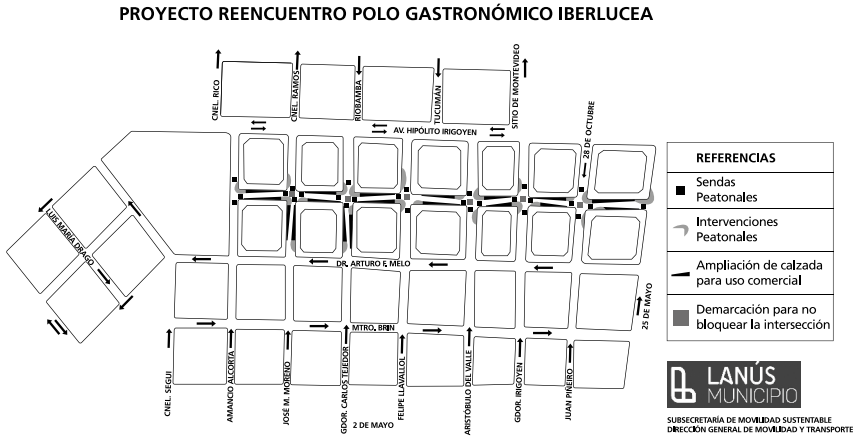 PROYECTO REENCUENTRO POLO GASTRONÓMICO IBERLUCEA
CNEL. RICO
CNEL. RAMOS
RIOBAMBA
TUCUMÁN
SITIO DE MONTEVIDEO
AV. HIPÓLITO IRIGOYEN
28 DE OCTUBRE
LUIS MARÍA DRAGO
DR. ARTURO F. MELO
MTRO. BRIN
25 DE MAYO
CNEL. SEGUI
AMANCIO ALCORTA
JOSÉ M. MORENO
GDOR. CARLOS TEJEDOR
FELIPE LLAVALLOL
ARISTÓBULO DEL VALLE
GDOR. IRIGOYEN
JUAN PIÑEIRO
2 DE MAYO
REFERENCIAS
Sendas
Peatonales
Intervenciones
Peatonales
Ampliación de calzada
para uso comercial
Demarcación para no
bloquear la intersección
LANÚS
MUNICIPIO
SUBSECRETARÍA DE MOVILIDAD SUSTENTABLE
DIRECCIÓN GENERAL DE MOVILIDAD Y TRANSPORTE